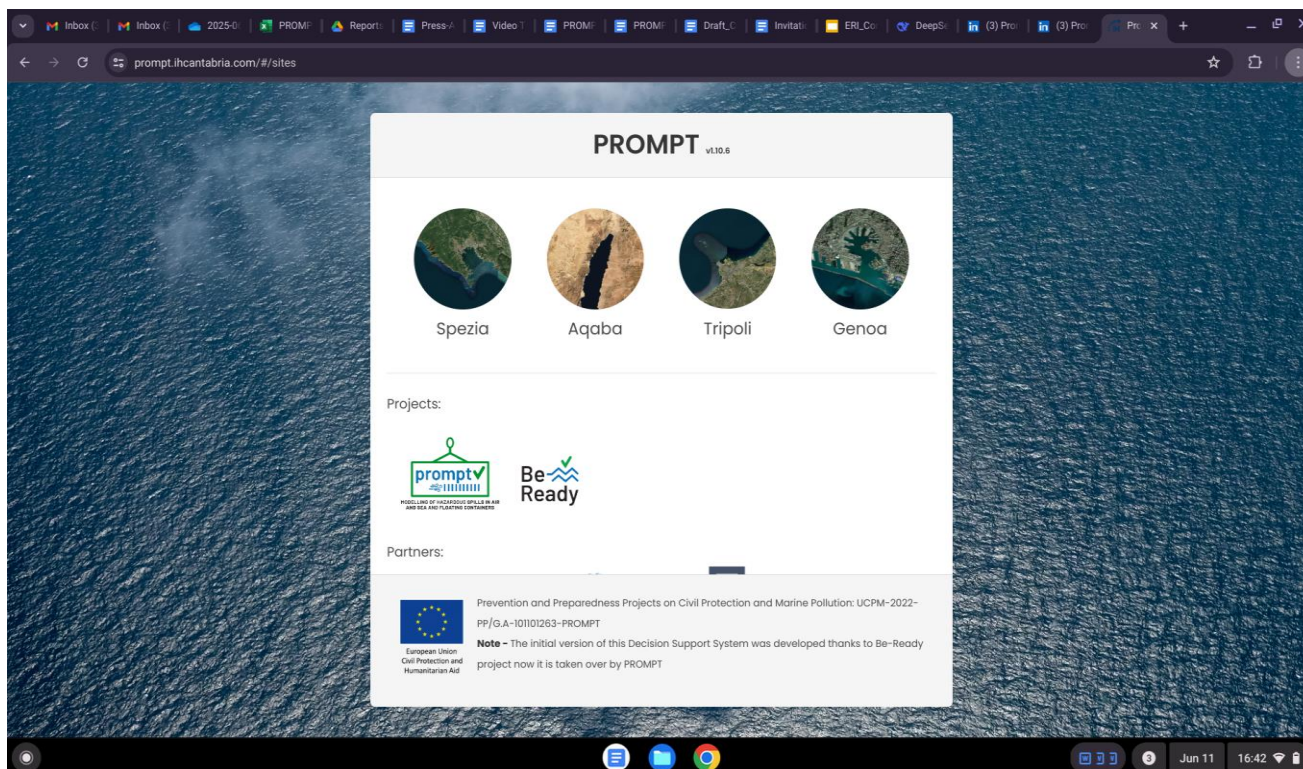 Inbox (
Inbox (
2025-0
PROMP
Reports
Press-A
Video T
PROMP
PROMP
Draft_C
Invitati
ERI_Co
DeepSe
(3) Pro
(3) Pro
Pro
prompt.ihcantabria.com/#/sites
PROMPT v1.10.6
Spezia
Aqaba
Tripoli
Genoa
Projects:
prompt
MODELLING OF HAZARDOUS SPILLS IN AIR
AND SEA AND FLOATING CONTAINERS
Be
Ready
Partners:
Prevention and Preparedness Projects on Civil Protection and Marine Pollution: UCPM-2022-
PP/G.A-101101263-PROMPT
Note - The initial version of this Decision Support System was developed thanks to Be-Ready
project now it is taken over by PROMPT
European Union
Civil Protection and
Humanitarian Aid
3
Jun 11
16:42